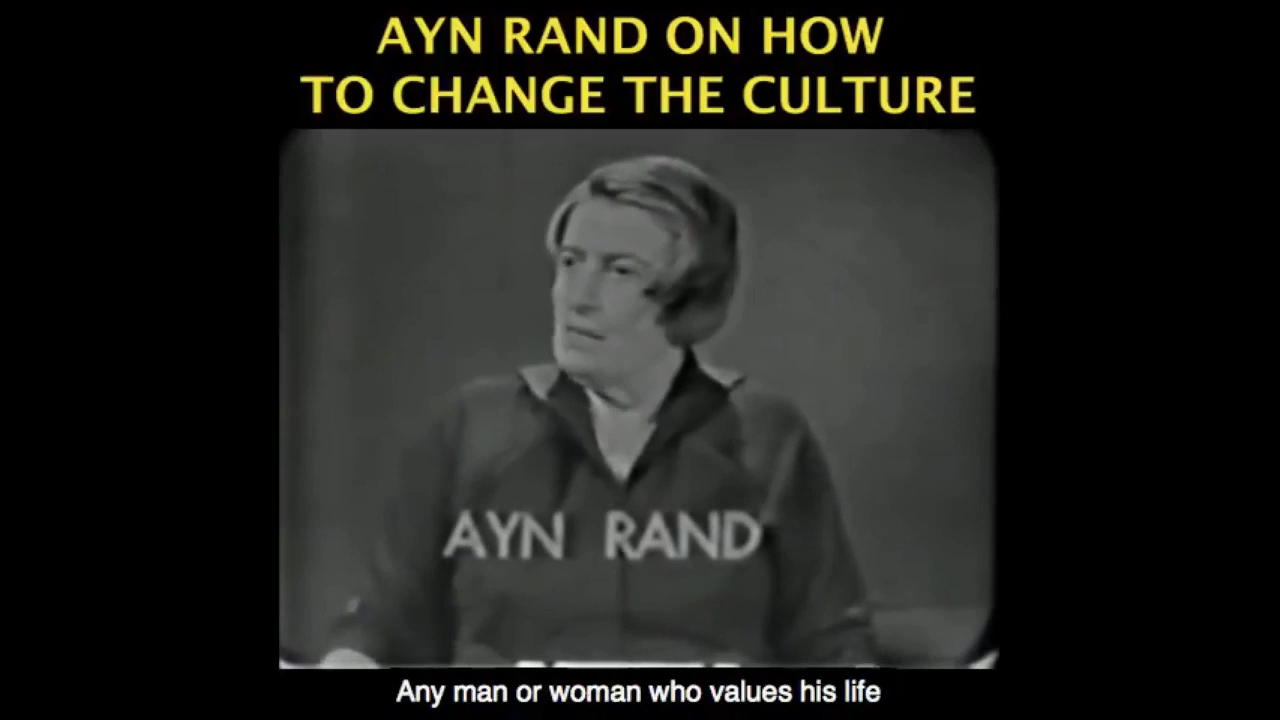 AYN RAND ON HOW
TO CHANGE THE CULTURE
AYN RAND
Any man or woman who values his life